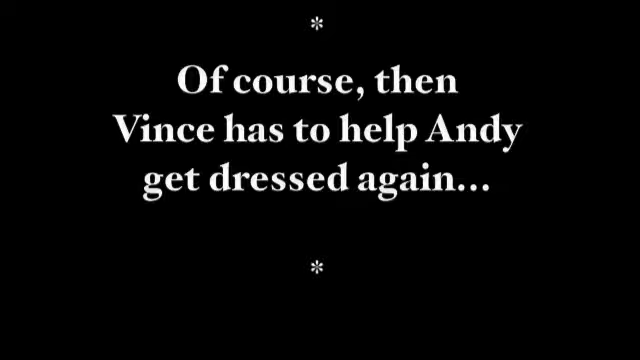 *
Of course, then
Vince has to help Andy
get dressed again...
*